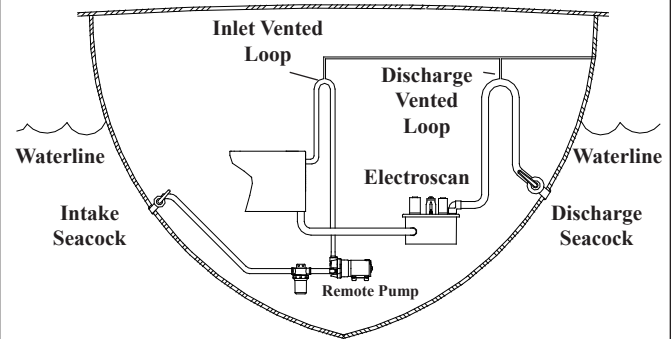 Inlet Vented
Loop
Discharge
Vented
Loop
Waterline
Waterline
Electroscan
Intake
Seacock
Discharge
Seacock
Remote Pump